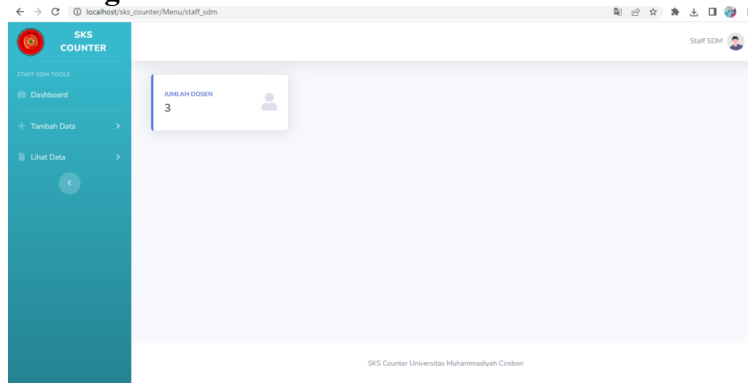 localhost/sks_counter/Menu/staff_sdm
SKS
COUNTER
Staff SDM
STAFF SDM TOOLS
Dashboard
Tambah Data
Lihat Data
JUMLAH DOSEN
3
SKS Counter Universitas Muhammadiyah Cirebon